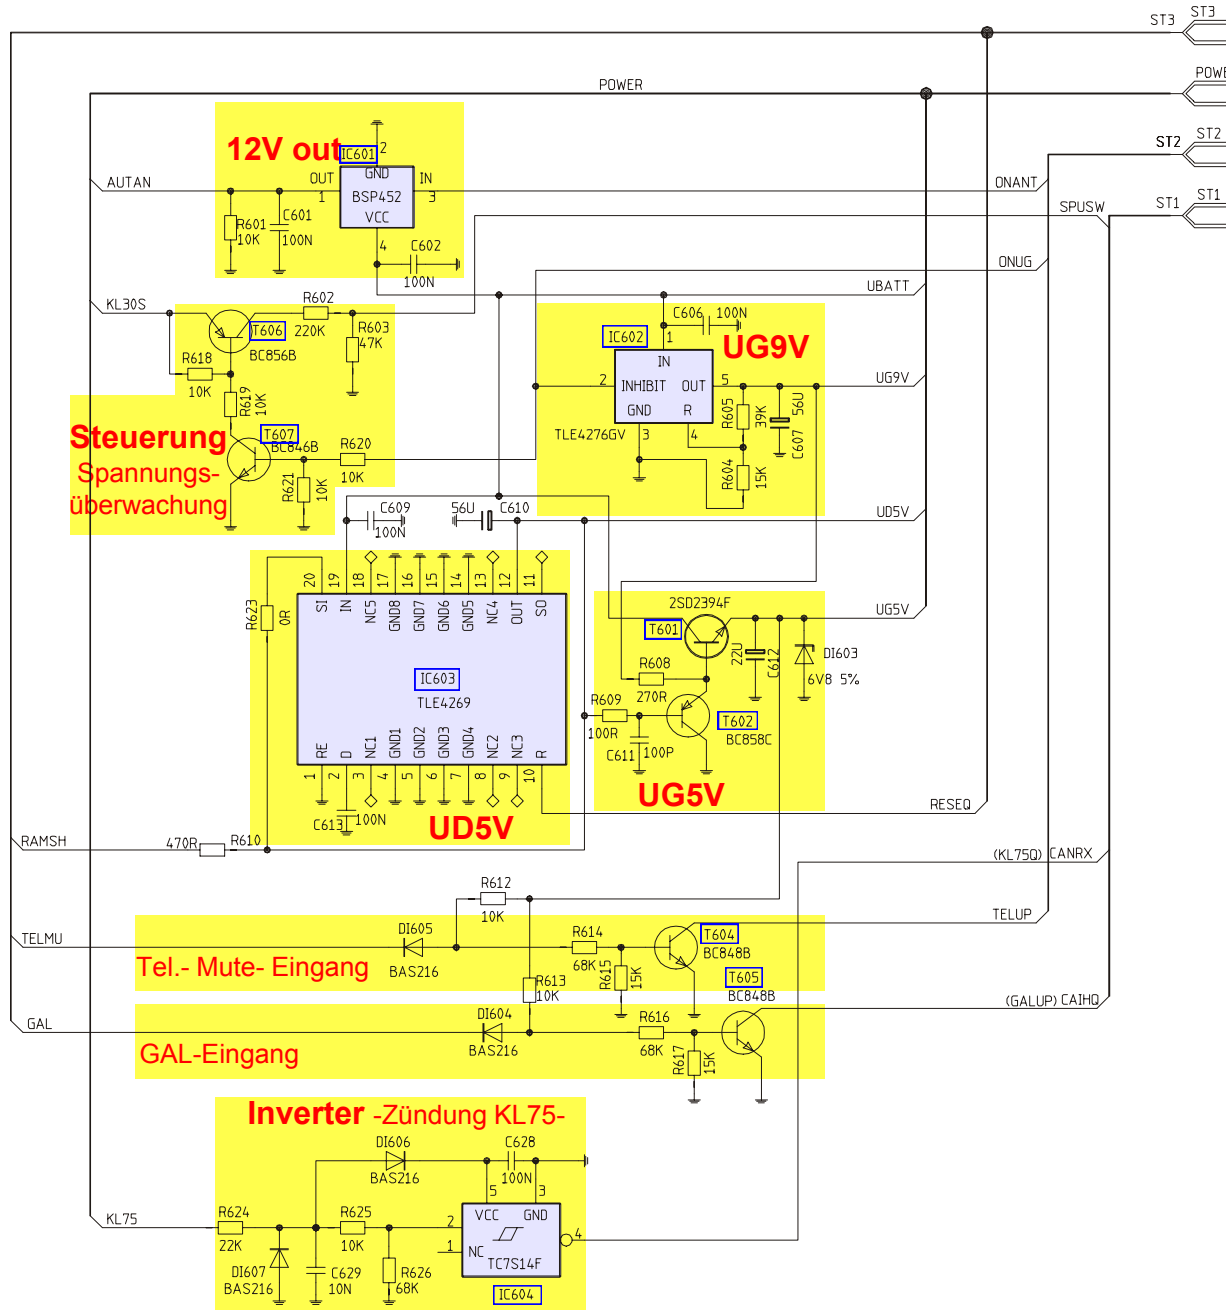 ST3 ST3
POWER POWE
ST2 ST2
ST1 ST1
12V out
IC601
2
GND
OUT IN
BSP452
1 3
VCC
4
AUTAN ONANT
R601
10K
C601
100N
C602
100N
SPUSW
ONUG
UBATT
KL30S
R602
220K
R603
47K
T606
BC856B
R618
10K
R619
10K
Steuerung
Spannungs-
überwachung
T607
BC846B
R620
10K
R621
10K
C606 100N
IC602
UG9V
1
IN
2 INHIBIT OUT 5
UG9V
GND R
3 4
TLE4276GV
R605
39K
56U
C607
R604
15K
C609
100N
56U C610
UD5V
R623
0R
20 19 18 17 16 15 14 13 12 11
SI IN NC5 GND8 GND7 GND6 GND5 NC4 OUT SO
IC603
TLE4269
RE D NC1 GND1 GND2 GND3 GND4 NC2 NC3 R
1 2 3 4 5 6 7 8 9 10
C613 100N
UD5V
2SD2394F
T601
UG5V
22U
C612
DI603
6V8 5%
R608
270R
R609
100R
C611
100P
T602
BC858C
UG5V
RESEQ
RAMSH
470R R610
(KL75Q) CANRX
R612
10K
TELUP
TELMU
DI605
BAS216
R614
68K
R615
15K
T604
BC848B
Tel.- Mute- Eingang
R613
10K
T605
BC848B
(GALUP) CAIHQ
GAL
DI604
BAS216
R616
68K
R617
15K
GAL-Eingang
Inverter -Zündung KL75-
DI606
BAS216
C628
100N
5 3
VCC GND
2
NC
1
4
TC7S14F
IC604
KL75
R624
22K
R625
10K
DI607
BAS216
C629
10N
R626
68K